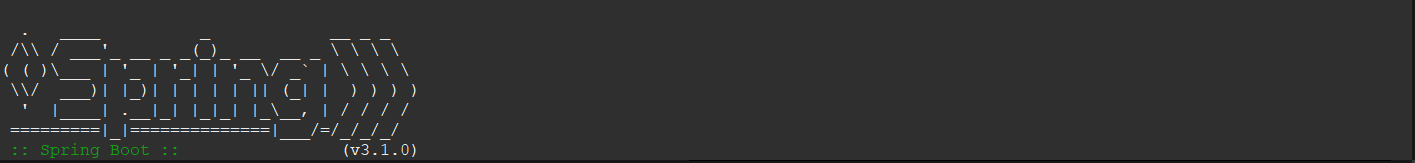 .   ____          _            __ _ _
 /\\ / ___'_ __ _ _(_)_ __  __ _ \ \ \ \
( ( )\___ | '_ | '_| | '_ \/ _` | \ \ \ \
 \\/  ___)| |_)| | | | | || (_| |  ) ) ) )
  '  |____| .__|_| |_|_| |_\__, | / / / /
 =========|_|==============|___/=/_/_/_/
 :: Spring Boot ::                (v3.1.0)